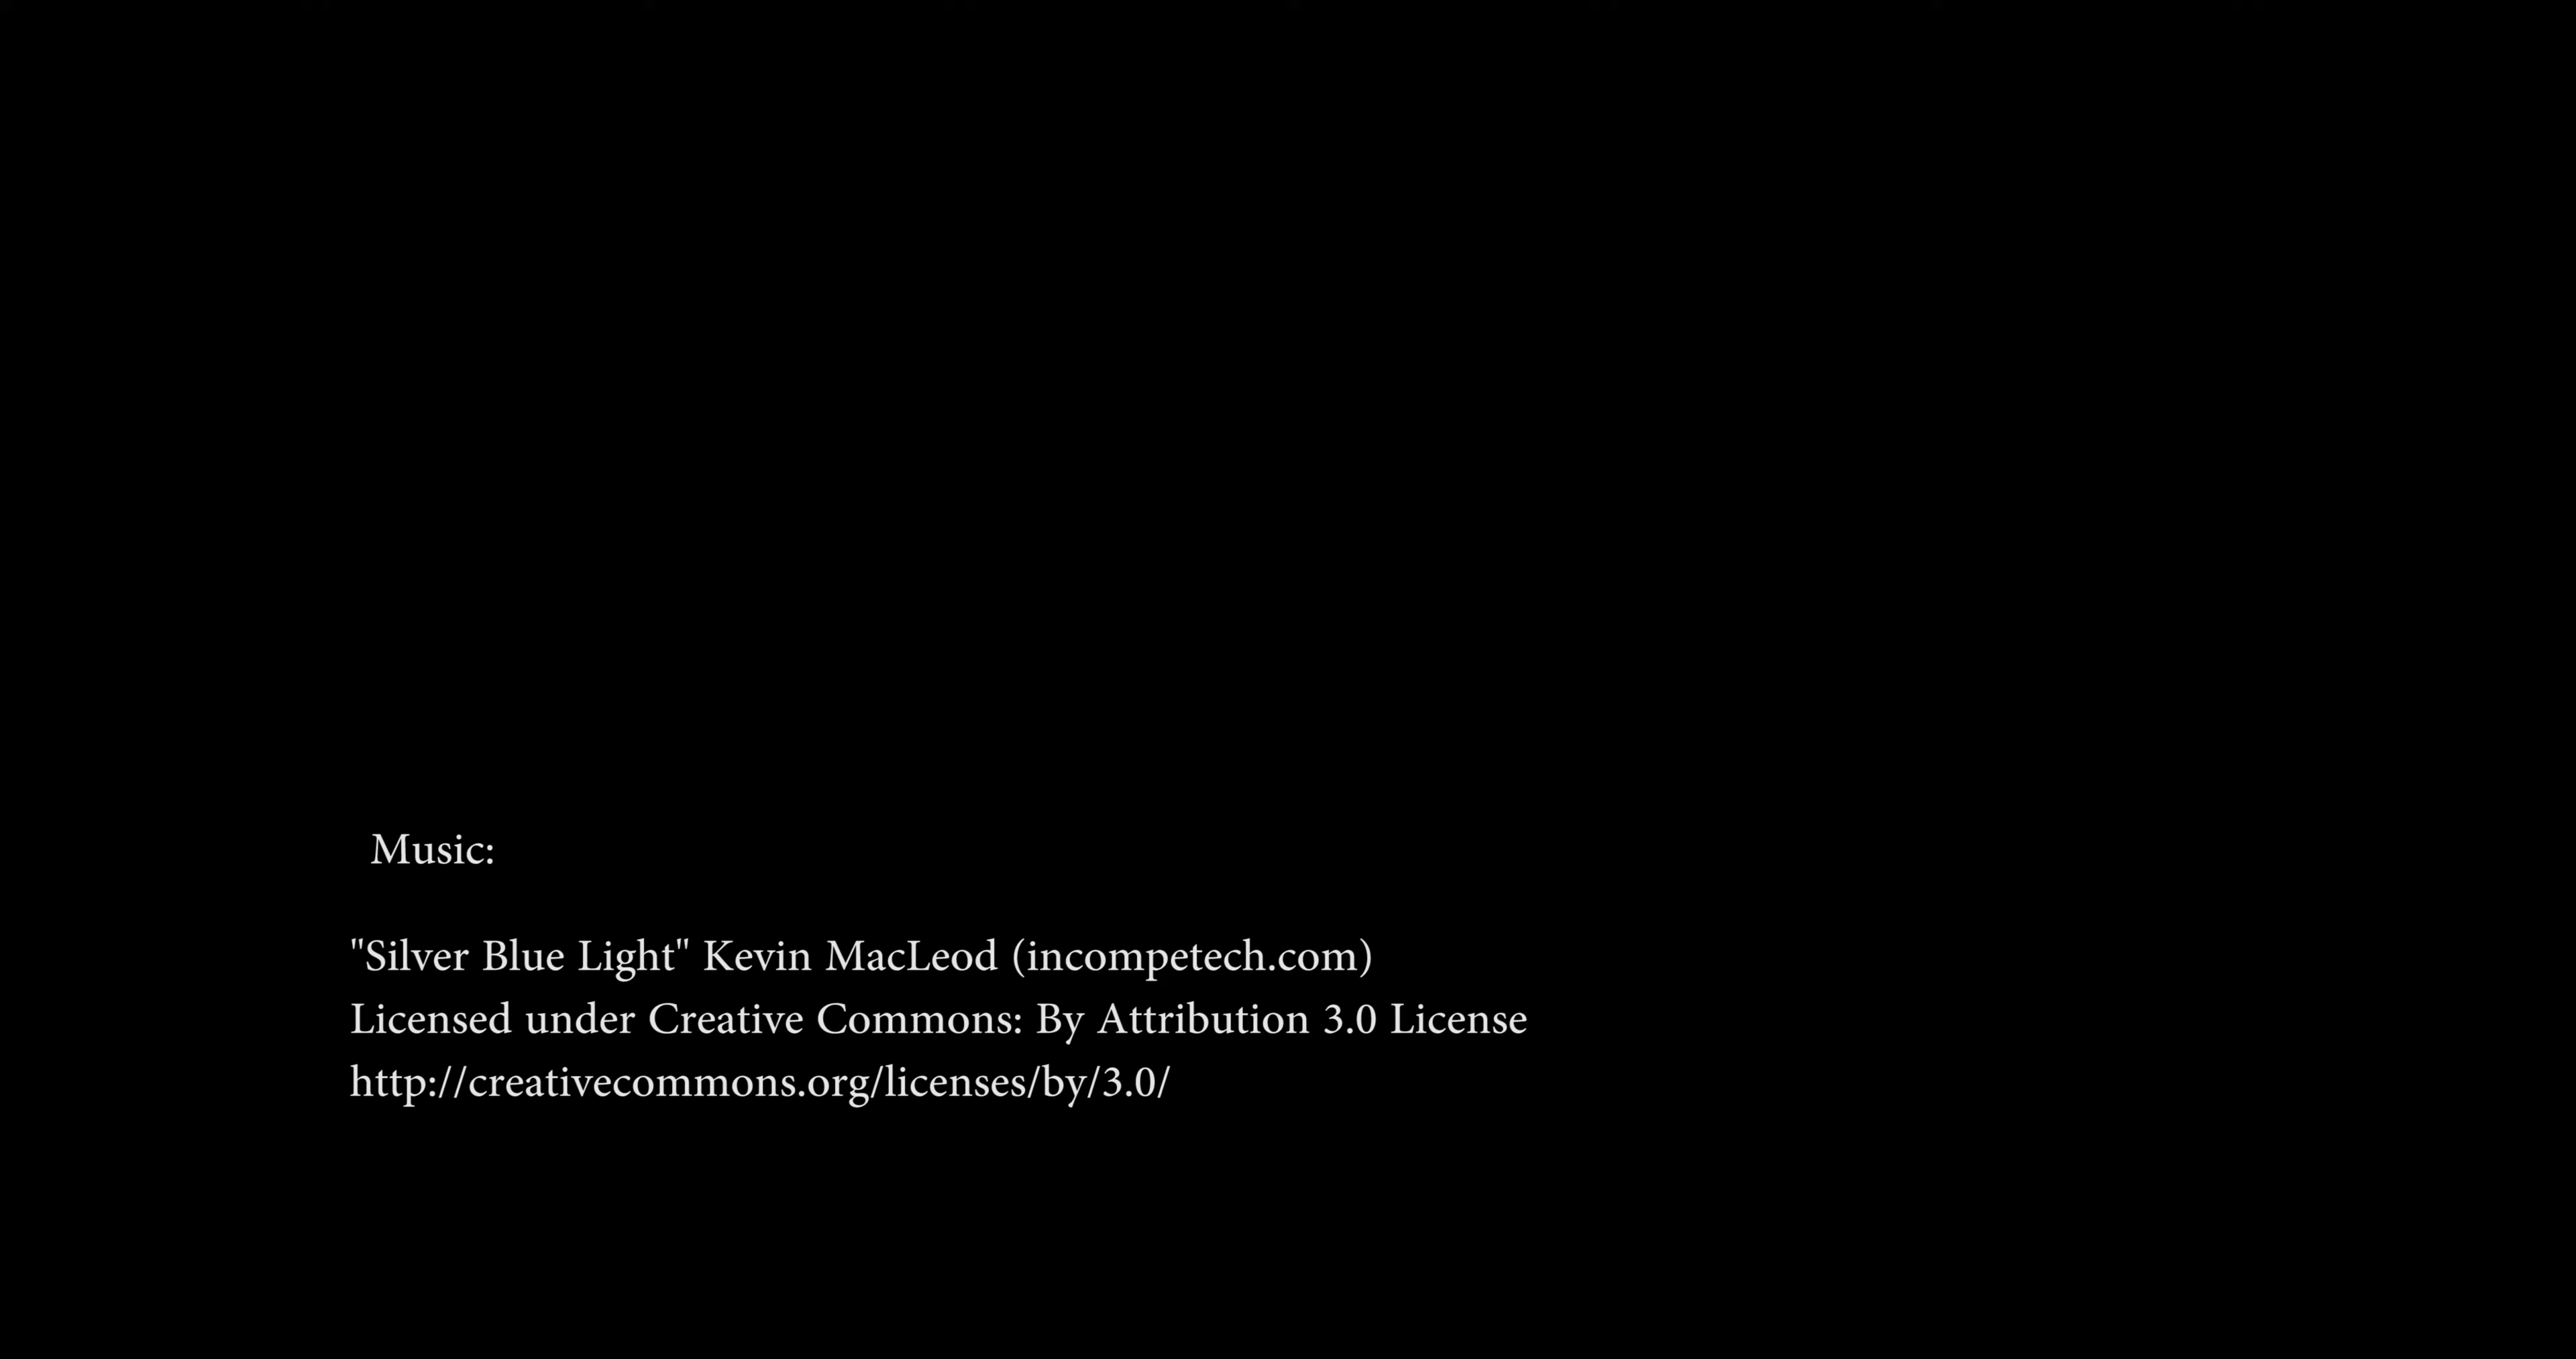 Music:
"Silver Blue Light" Kevin MacLeod (incompetech.com)
Licensed under Creative Commons: By Attribution 3.0 License
http://creativecommons.org/licenses/by/3.0/